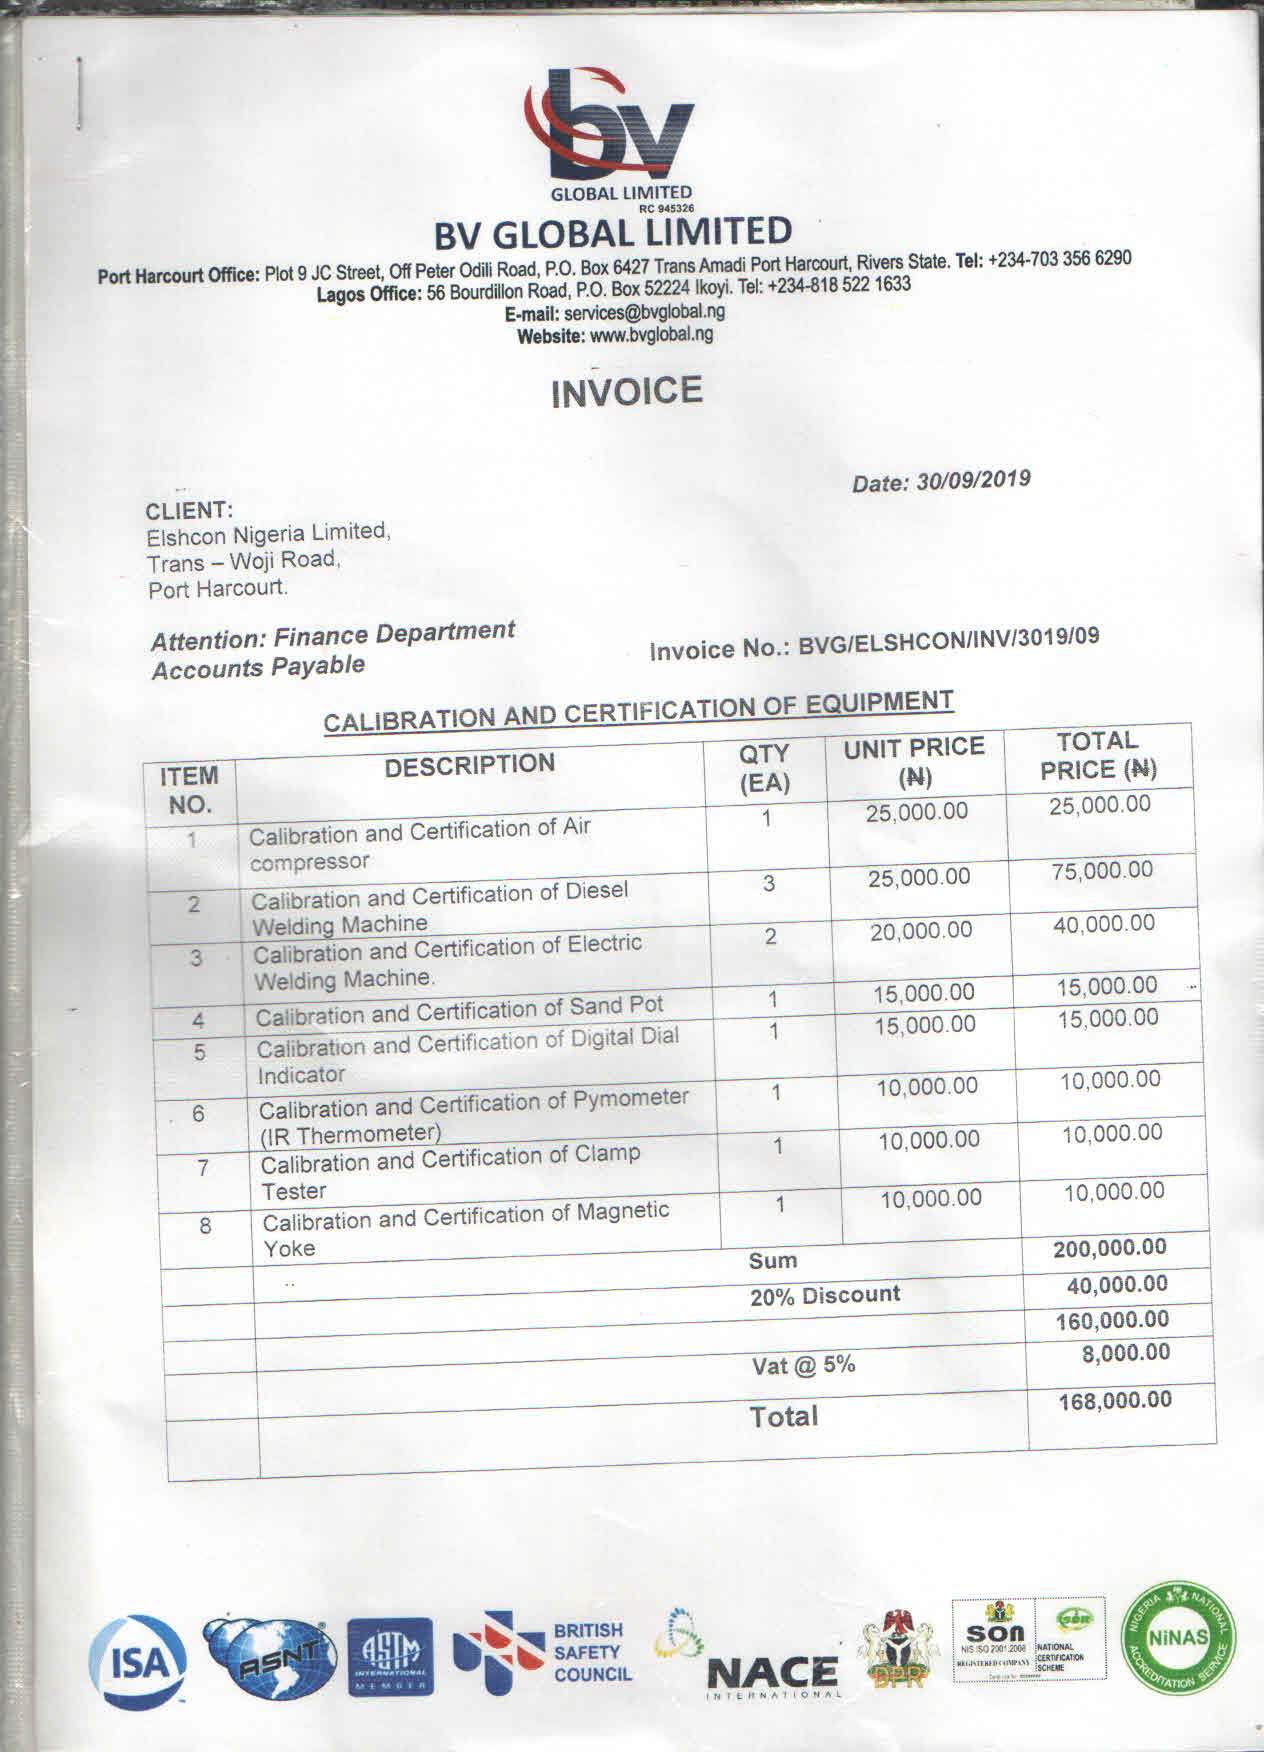 bv
GLOBAL LIMITED
RC 945326
BV GLOBAL LIMITED
Port Harcourt Office: Plot 9 JC Street, Off Peter Odili Road, P.O. Box 6427 Trans Amadi Port Harcourt, Rivers State. Tel: +234-703 356 6290
Lagos Office: 56 Bourdillon Road, P.O. Box 52224 Ikoyi. Tel: +234-818 522 1633
E-mail: services@bvglobal.ng
Website: www.bvglobal.ng
INVOICE
Date: 30/09/2019
CLIENT:
Elshcon Nigeria Limited,
Trans – Woji Road,
Port Harcourt.
Attention: Finance Department
Accounts Payable
Invoice No.: BVG/ELSHCON/INV/3019/09
CALIBRATION AND CERTIFICATION OF EQUIPMENT
ITEM NO. DESCRIPTION QTY (EA) UNIT PRICE (₦) TOTAL PRICE (₦)
1 Calibration and Certification of Air 1 25,000.00 25,000.00
compressor
2 Calibration and Certification of Diesel 3 25,000.00 75,000.00
Welding Machine
3 Calibration and Certification of Electric 2 20,000.00 40,000.00
Welding Machine.
4 Calibration and Certification of Sand Pot 1 15,000.00 15,000.00
5 Calibration and Certification of Digital Dial 1 15,000.00 15,000.00
Indicator
6 Calibration and Certification of Pymometer 1 10,000.00 10,000.00
(IR Thermometer)
7 Calibration and Certification of Clamp 1 10,000.00 10,000.00
Tester
8 Calibration and Certification of Magnetic 1 10,000.00 10,000.00
Yoke
Sum 200,000.00
20% Discount 40,000.00
160,000.00
Vat @ 5% 8,000.00
Total 168,000.00
ISA
ASNT
ASTM
INTERNATIONAL
MEMBER
BRITISH
SAFETY
COUNCIL
NACE
INTERNATIONAL
DPR
SON
NIS ISO 2001:2008
REGISTERED COMPANY
NATIONAL
CERTIFICATION
SCHEME
NIGERIA NATIONAL
NiNAS
ACCREDITATION SERVICE